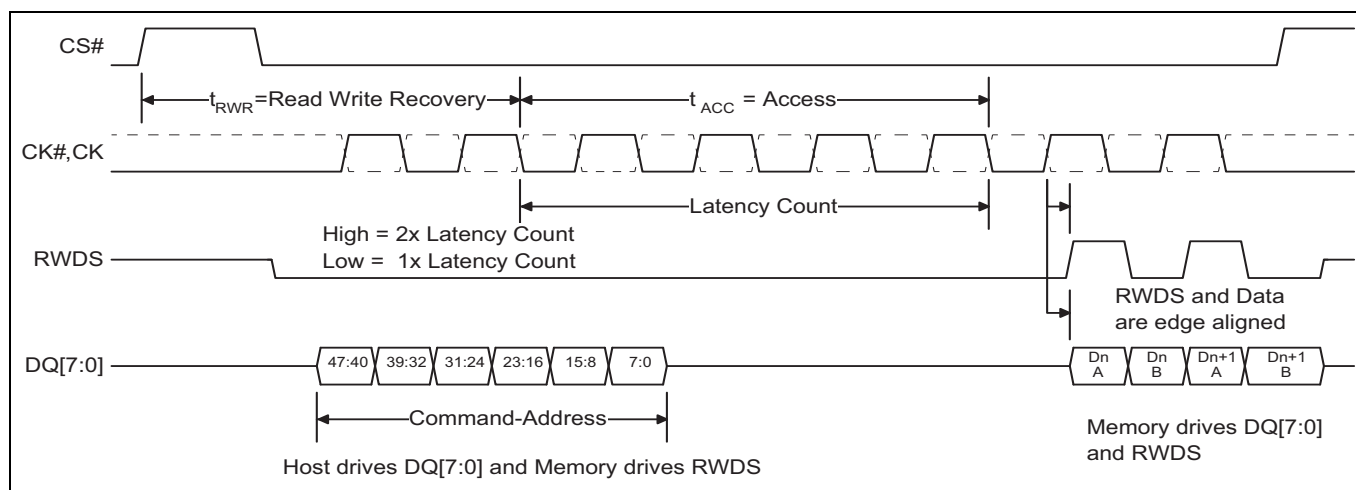 CS#
tRWR=Read Write Recovery
tACC = Access
CK#,CK
Latency Count
High = 2x Latency Count
Low = 1x Latency Count
RWDS
RWDS and Data
are edge aligned
DQ[7:0]
47:40 39:32 31:24 23:16 15:8 7:0
Dn
A
Dn
B
Dn+1
A
Dn+1
B
Command-Address
Memory drives DQ[7:0]
and RWDS
Host drives DQ[7:0] and Memory drives RWDS